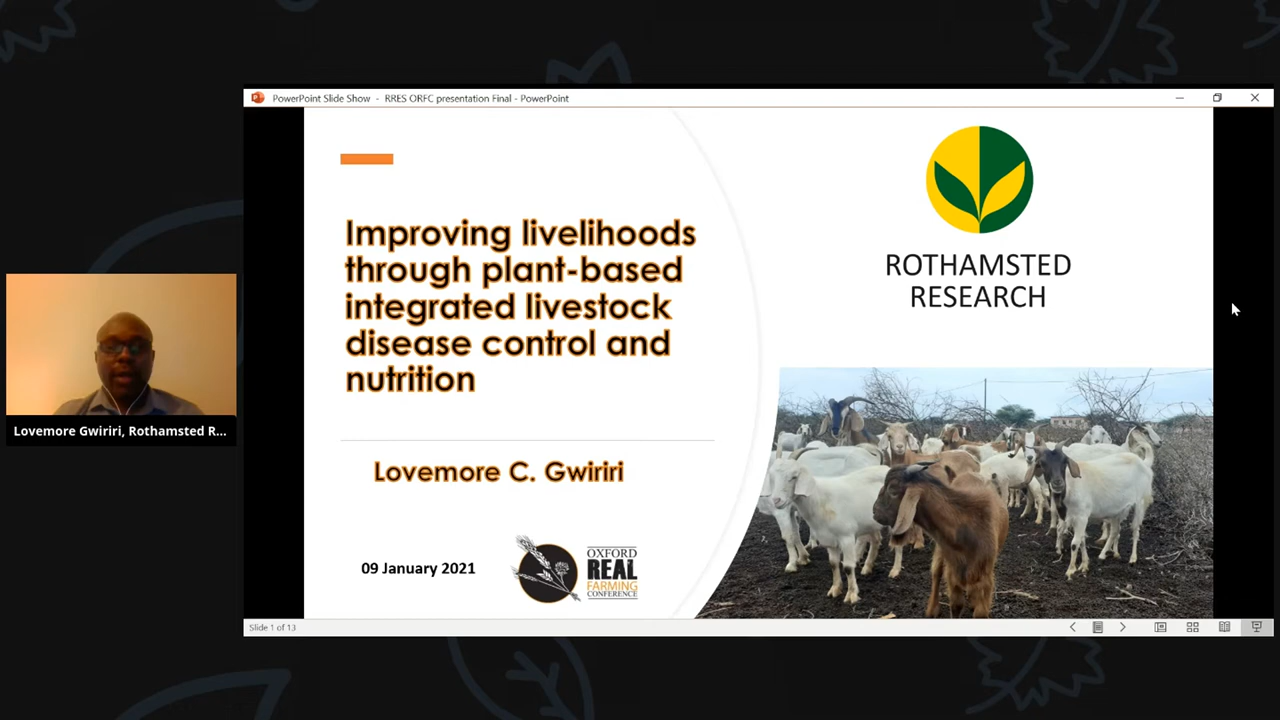 PowerPoint Slide Show - RRES ORFC presentation Final - PowerPoint
Improving livelihoods
through plant-based
integrated livestock
disease control and
nutrition
Lovemore C. Gwiriri
09 January 2021
OXFORD
REAL
FARMING
CONFERENCE
ROTHAMSTED
RESEARCH
Lovemore Gwiriri, Rothamsted R...
Slide 1 of 13